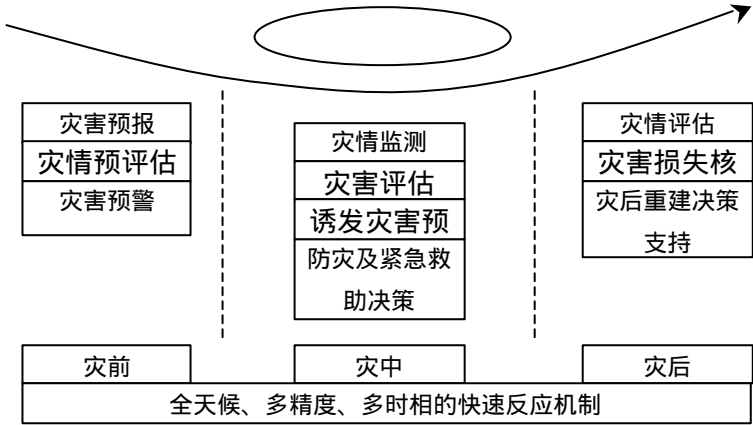 灾害预报
灾情预评估
灾害预警
灾情监测
灾害评估
诱发灾害预
防灾及紧急救
助决策
灾情评估
灾害损失核
灾后重建决策
支持
灾前
灾中
灾后
全天候、多精度、多时相的快速反应机制